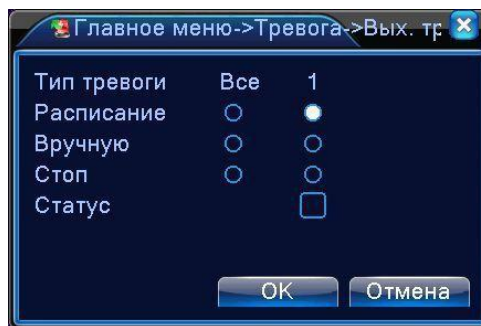 Главное меню->Тревога->Вых. тр
Тип тревоги Все 1
Расписание
Вручную
Стоп
Статус
OK Отмена